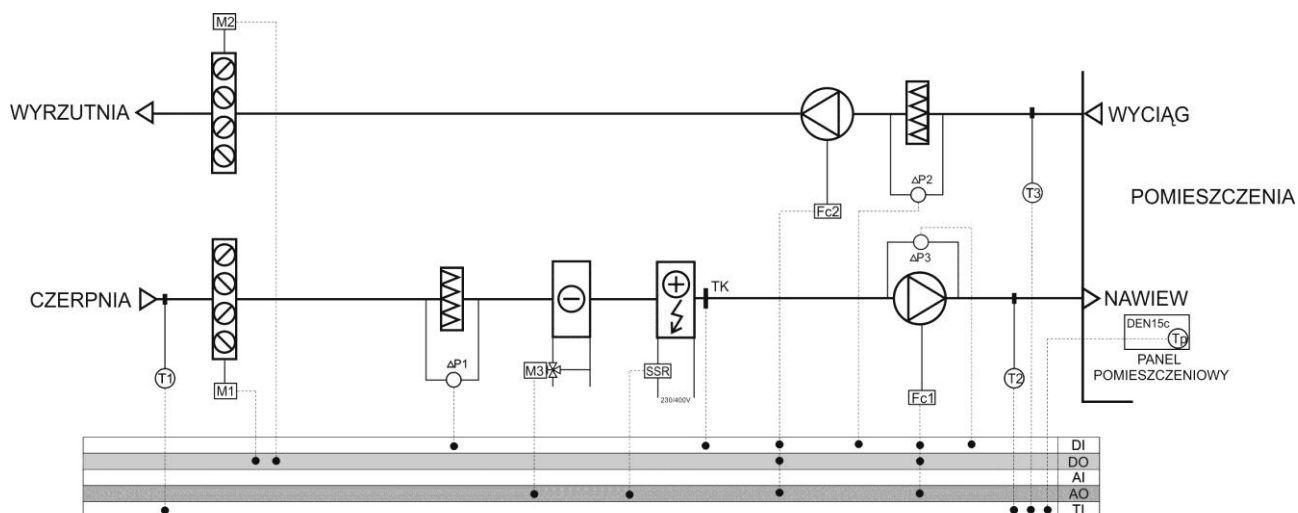 M2
WYRZUTNIA
WYCIĄG
ΔP2
T3
Fc2
POMIESZCZENIA
ΔP3
CZERPNIA
TK
NAWIEW
DEN15c
Tp
PANEL
POMIESZCZENIOWY
ΔP1
T1
M1
M3
SSR
230/400V
Fc1
T2
DI
DO
AI
AO
TI